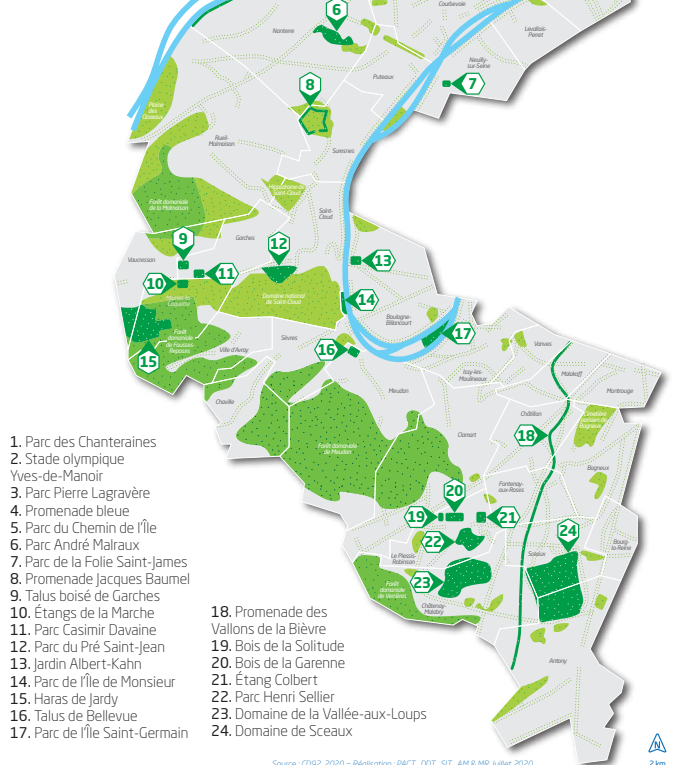 Courbevoie
6
Nanterre
Levallois-
Perret
Neuilly-
sur-Seine
Puteaux
7
8
Rueil-
Malmaison
Suresnes
Forêt domaniale
de la Malmaison
Hippodrome de
Saint-Cloud
Saint-
Cloud
Garches
9
12
Vaucresson
13
11
10
Marnes-la-
Coquette
Domaine national
de Saint-Cloud
14
Boulogne-
Billancourt
17
Forêt
domaniale
de Fausses-
Reposes
Sèvres
Ville d'Avray
16
15
Vanves
Issy-les-
Moulineaux
Malakoff
Chaville
Meudon
Montrouge
Châtillon
Cimetière
parisien de
Bagneux
Clamart
18
Forêt domaniale
de Meudon
Bagneux
Fontenay-
aux-Roses
20
19
21
22
24
Bourg-
la-Reine
Le Plessis-
Robinson
Sceaux
23
Forêt
domaniale
de Verrières
Châtenay-
Malabry
Antony
1. Parc des Chanteraines
2. Stade olympique
Yves-de-Manoir
3. Parc Pierre Lagravère
4. Promenade bleue
5. Parc du Chemin de l'Île
6. Parc André Malraux
7. Parc de la Folie Saint-James
8. Promenade Jacques Baumel
9. Talus boisé de Garches
10. Étangs de la Marche
11. Parc Casimir Davaine
12. Parc du Pré Saint-Jean
13. Jardin Albert-Kahn
14. Parc de l'Île de Monsieur
15. Haras de Jardy
16. Talus de Bellevue
17. Parc de l'Île Saint-Germain
18. Promenade des
Vallons de la Bièvre
19. Bois de la Solitude
20. Bois de la Garenne
21. Étang Colbert
22. Parc Henri Sellier
23. Domaine de la Vallée-aux-Loups
24. Domaine de Sceaux
N
2 km
Source : CD92, 2020 – Réalisation : PACT, DDT, SIT, AM & MP, Juillet 2020